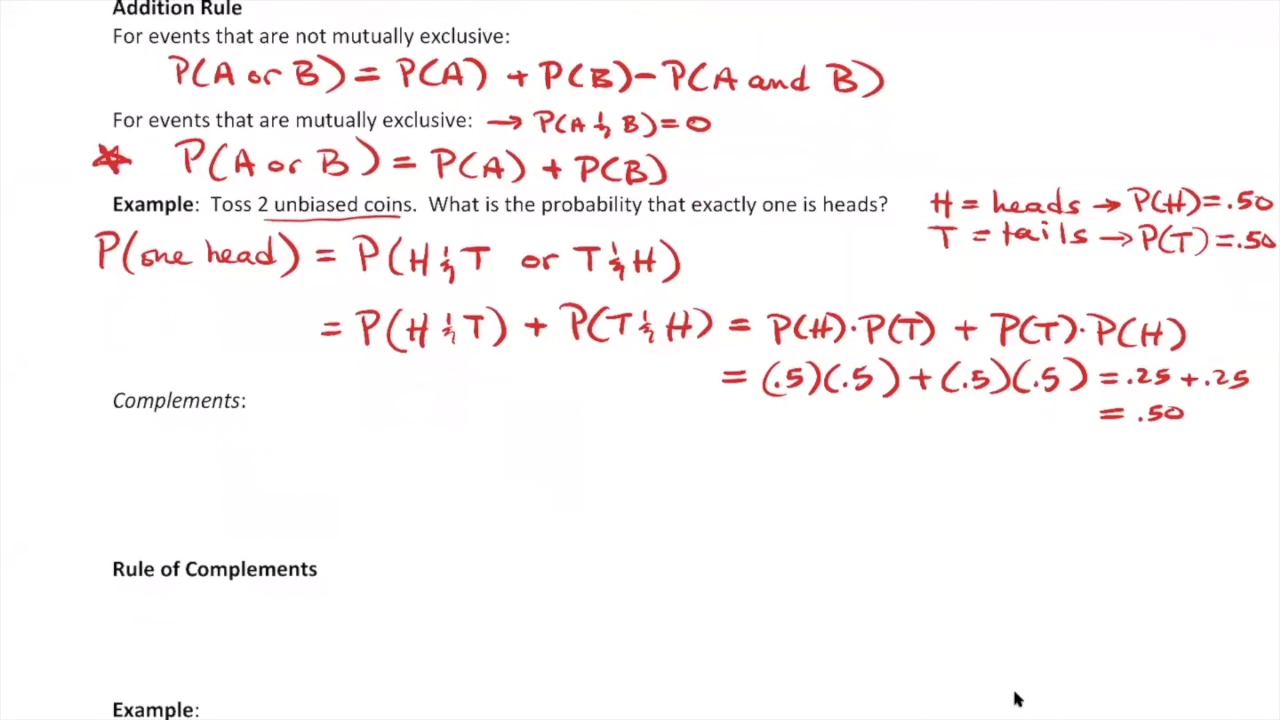 Addition Rule
For events that are not mutually exclusive:
P(A or B) = P(A) + P(B) - P(A and B)
For events that are mutually exclusive: → P(A & B) = 0
★ P(A or B) = P(A) + P(B)
Example: Toss 2 unbiased coins. What is the probability that exactly one is heads?
H = heads → P(H) = .50
T = tails → P(T) = .50
P(one head) = P(H & T or T & H)
= P(H & T) + P(T & H) = P(H)·P(T) + P(T)·P(H)
= (.5)(.5) + (.5)(.5) = .25 + .25
= .50
Complements:
Rule of Complements
Example: